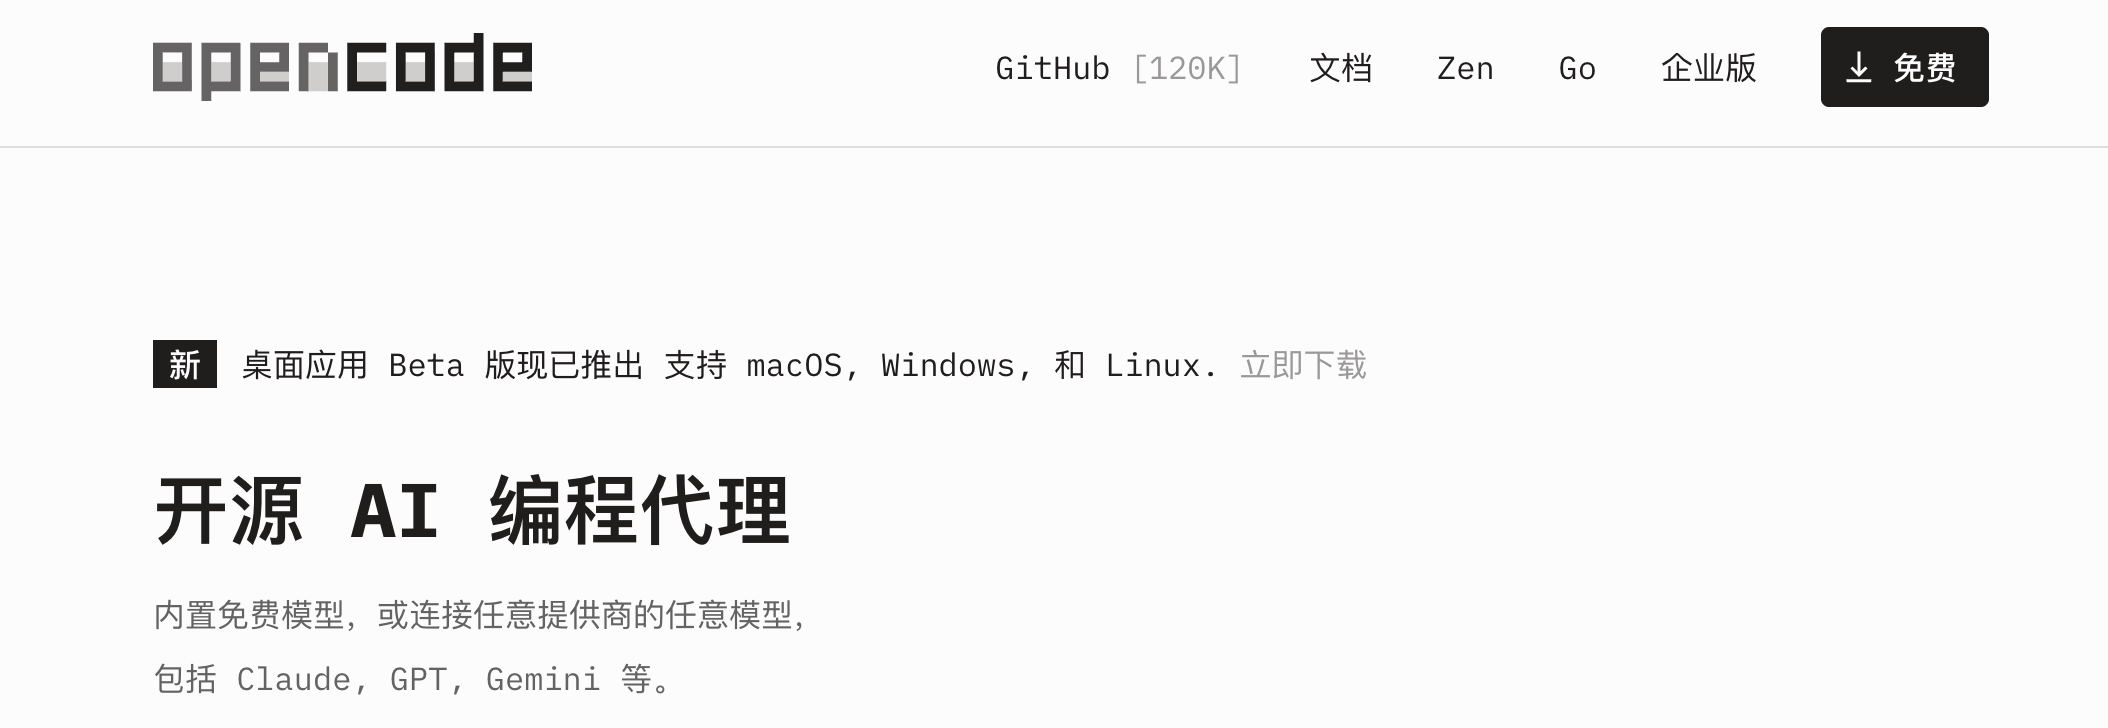 opencode
GitHub [120K] 文档 Zen Go 企业版 免费
新 桌面应用 Beta 版现已推出 支持 macOS, Windows, 和 Linux. 立即下载
开源 AI 编程代理
内置免费模型，或连接任意提供商的任意模型，
包括 Claude, GPT, Gemini 等。